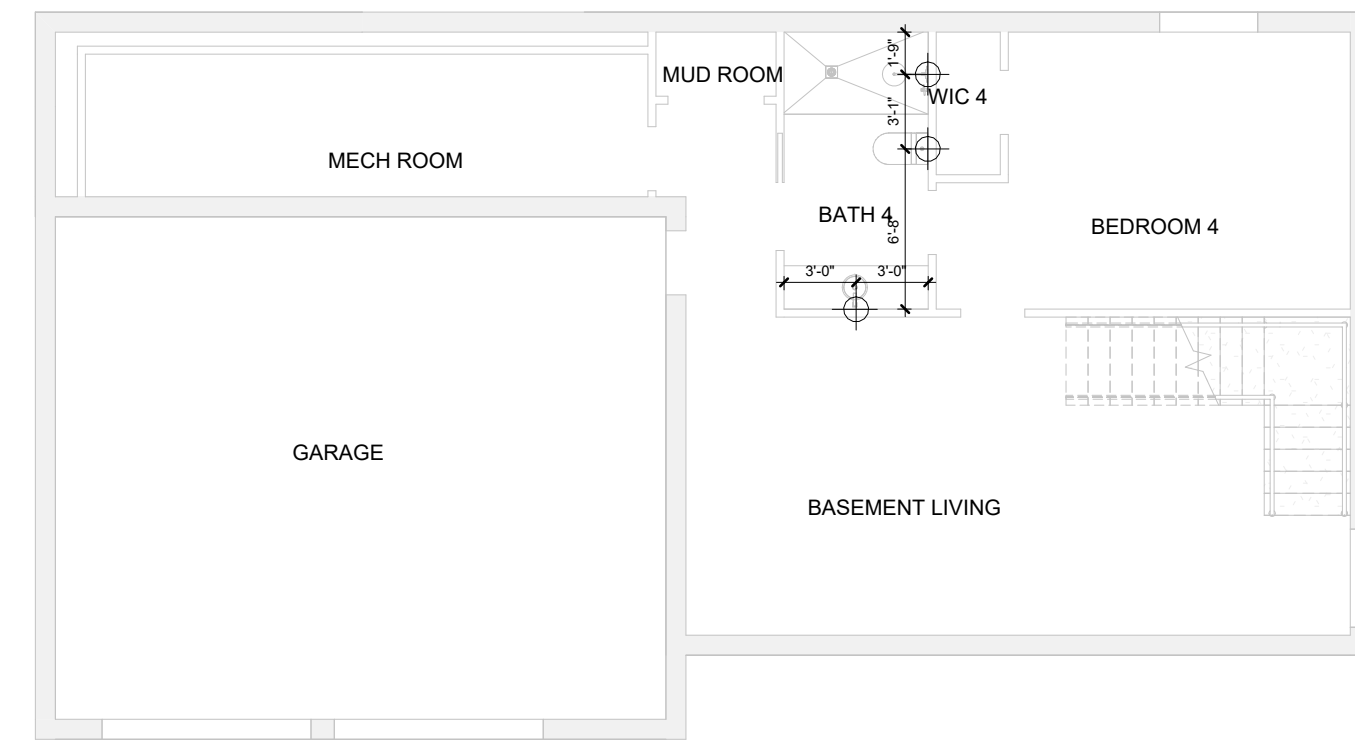 1'-9"
MUD ROOM
WIC 4
3'-1"
MECH ROOM
BATH 4
6'-8"
BEDROOM 4
3'-0"
3'-0"
GARAGE
BASEMENT LIVING